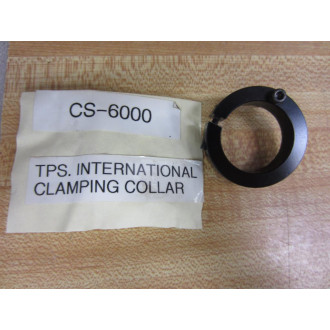 CS-6000
TPS. INTERNATIONAL
CLAMPING COLLAR